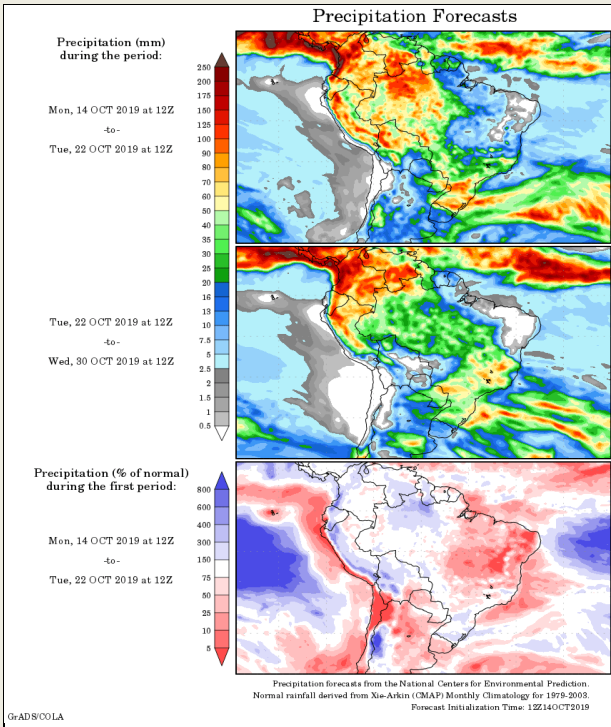 Precipitation Forecasts
Precipitation (mm)
during the period:
Mon, 14 OCT 2019 at 12Z
-to-
Tue, 22 OCT 2019 at 12Z
250
200
175
150
125
100
90
80
70
60
50
40
35
30
25
20
16
13
10
7.5
5
2.5
2
1.5
1
0.5
Tue, 22 OCT 2019 at 12Z
-to-
Wed, 30 OCT 2019 at 12Z
Precipitation (% of normal)
during the first period:
Mon, 14 OCT 2019 at 12Z
-to-
Tue, 22 OCT 2019 at 12Z
800
600
400
300
150
75
50
25
10
5
Precipitation forecasts from the National Centers for Environmental Prediction.
Normal rainfall derived from Xie-Arkin (CMAP) Monthly Climatology for 1979-2003.
Forecast Initialization Time: 12Z14OCT2019
GrADS/COLA